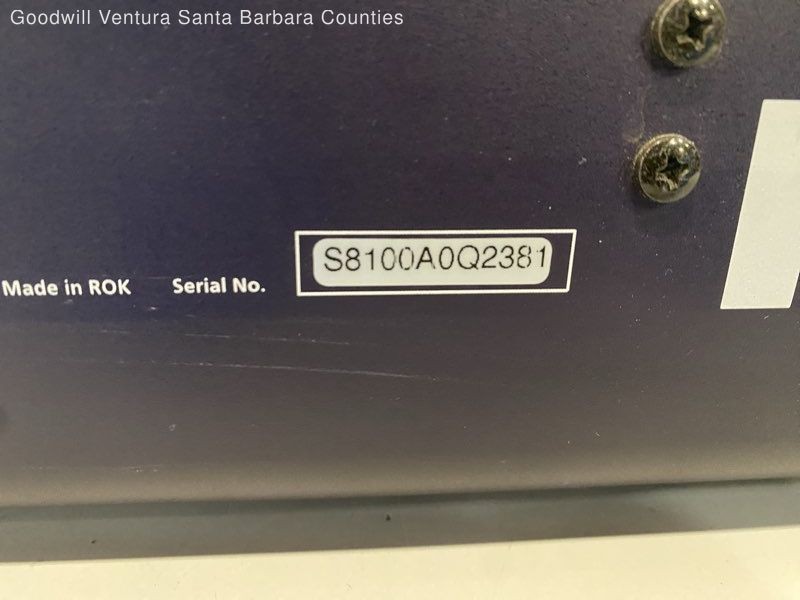 Goodwill Ventura Santa Barbara Counties
Made in ROK Serial No. S8100A0Q2381